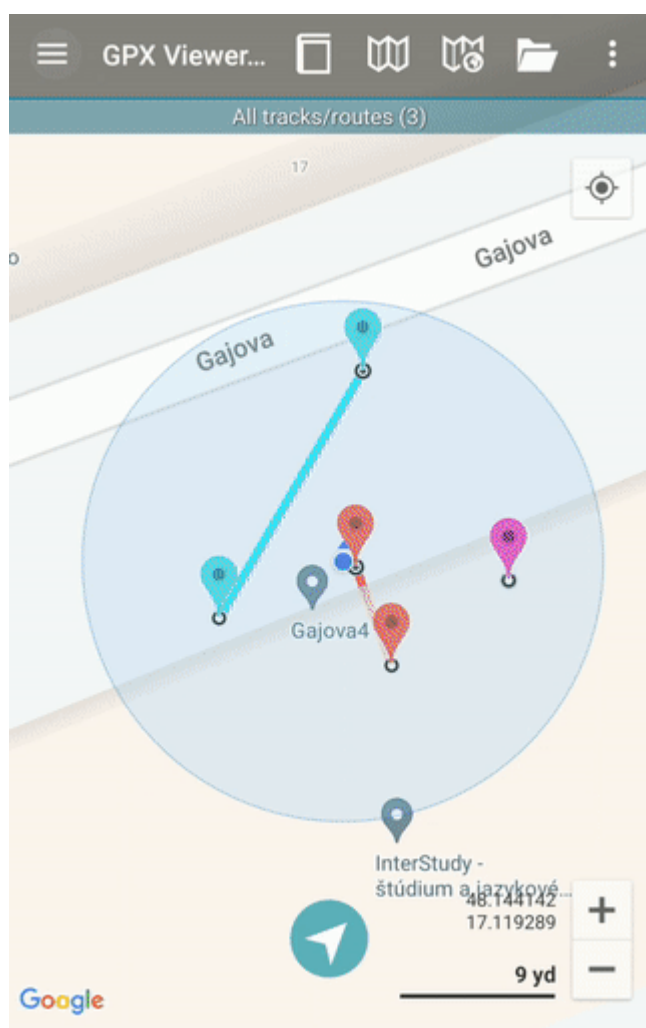 GPX Viewer...
All tracks/routes (3)
17
o
Gajova
Gajova
Gajova4
InterStudy -
štúdium a jazykové...
48.144142
17.119289
9 yd
Google